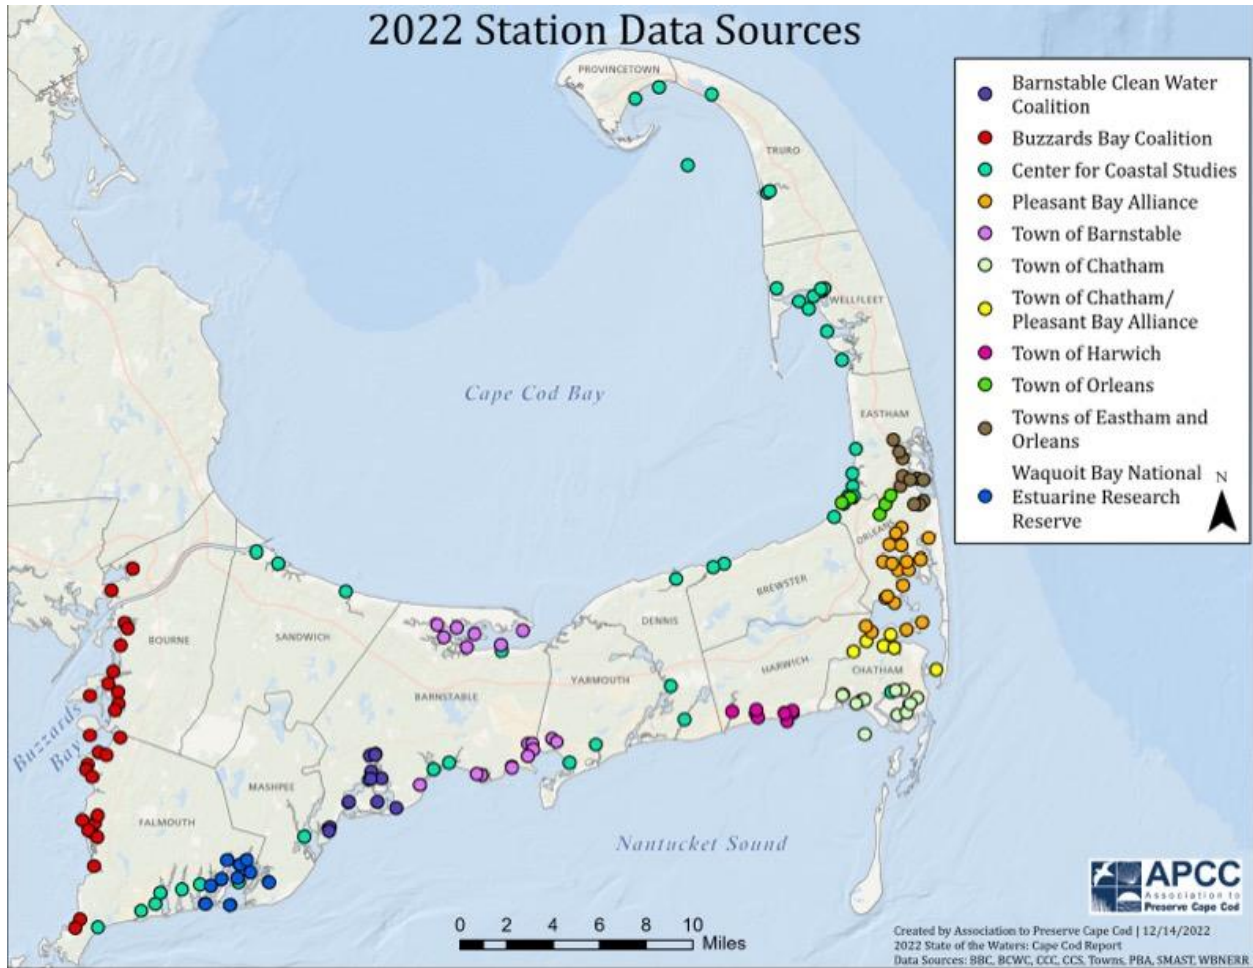 2022 Station Data Sources
PROVINCETOWN
TRURO
WELLFLEET
EASTHAM
ORLEANS
BREWSTER
DENNIS
HARWICH
CHATHAM
YARMOUTH
BARNSTABLE
SANDWICH
BOURNE
MASHPEE
FALMOUTH
Cape Cod Bay
Buzzards
Bay
Nantucket Sound
Barnstable Clean Water
Coalition
Buzzards Bay Coalition
Center for Coastal Studies
Pleasant Bay Alliance
Town of Barnstable
Town of Chatham
Town of Chatham/
Pleasant Bay Alliance
Town of Harwich
Town of Orleans
Towns of Eastham and
Orleans
Waquoit Bay National
Estuarine Research
Reserve
N
0 2 4 6 8 10
Miles
APCC
Association to
Preserve Cape Cod
Created by Association to Preserve Cape Cod | 12/14/2022
2022 State of the Waters: Cape Cod Report
Data Sources: BBC, BCWC, CCC, CCS, Towns, PBA, SMAST, WBNERR